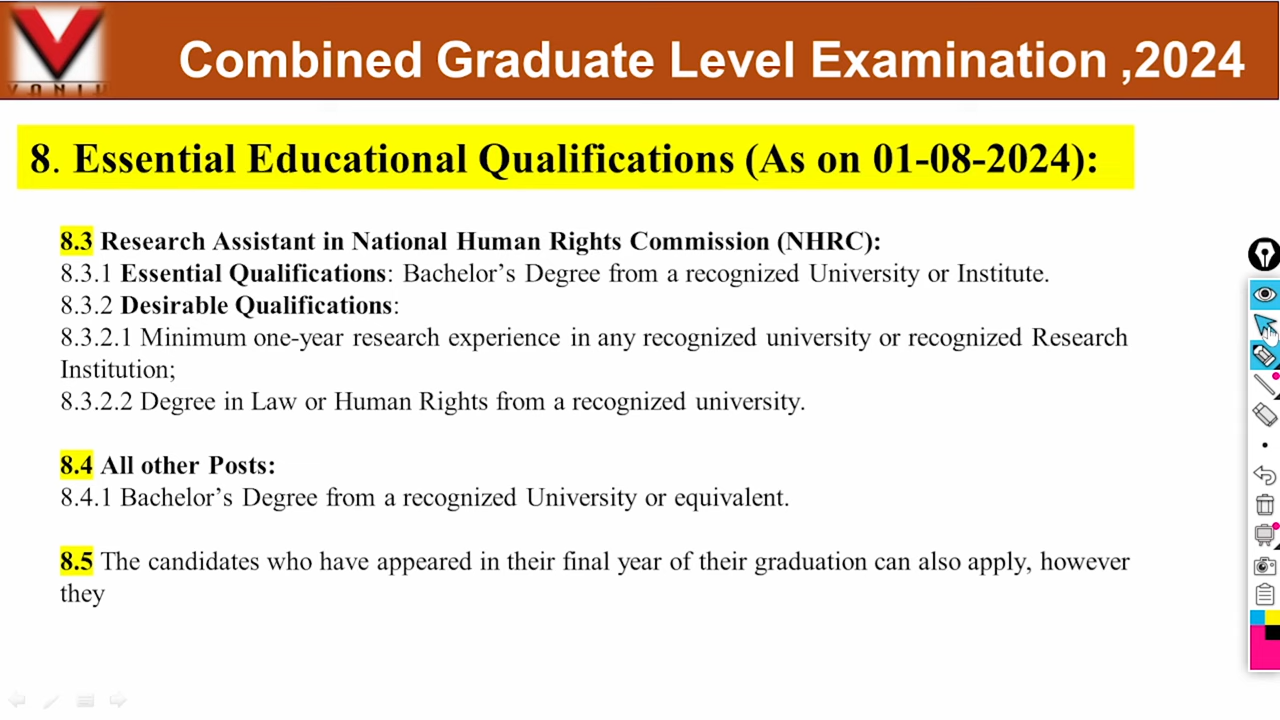 VANIK
Combined Graduate Level Examination ,2024
8. Essential Educational Qualifications (As on 01-08-2024):
8.3 Research Assistant in National Human Rights Commission (NHRC):
8.3.1 Essential Qualifications: Bachelor’s Degree from a recognized University or Institute.
8.3.2 Desirable Qualifications:
8.3.2.1 Minimum one-year research experience in any recognized university or recognized Research
Institution;
8.3.2.2 Degree in Law or Human Rights from a recognized university.
8.4 All other Posts:
8.4.1 Bachelor’s Degree from a recognized University or equivalent.
8.5 The candidates who have appeared in their final year of their graduation can also apply, however
they